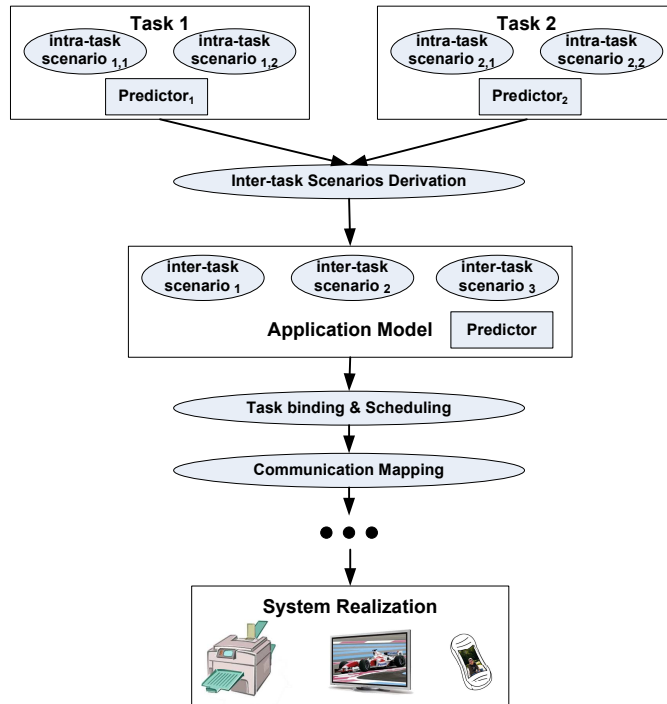 Task 1
Task 2
intra-task
scenario 1,1
intra-task
scenario 1,2
intra-task
scenario 2,1
intra-task
scenario 2,2
Predictor1
Predictor2
Inter-task Scenarios Derivation
inter-task
scenario 1
inter-task
scenario 2
inter-task
scenario 3
Application Model
Predictor
Task binding & Scheduling
Communication Mapping
System Realization